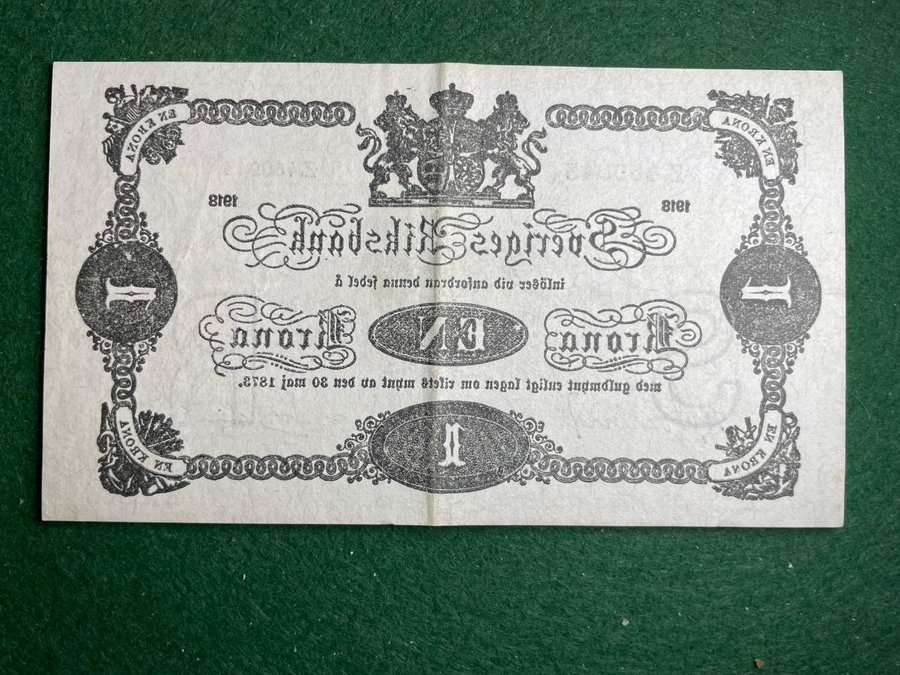 EN KRONA EN KRONA
1918 1918
Sveriges Riksbank
inlöser vid anfordran denna sedel å
1 1
Krona EN Krona
med guldmynt enligt lagen om rikets mynt av den 30 maj 1873.
EN KRONA 1 EN KRONA